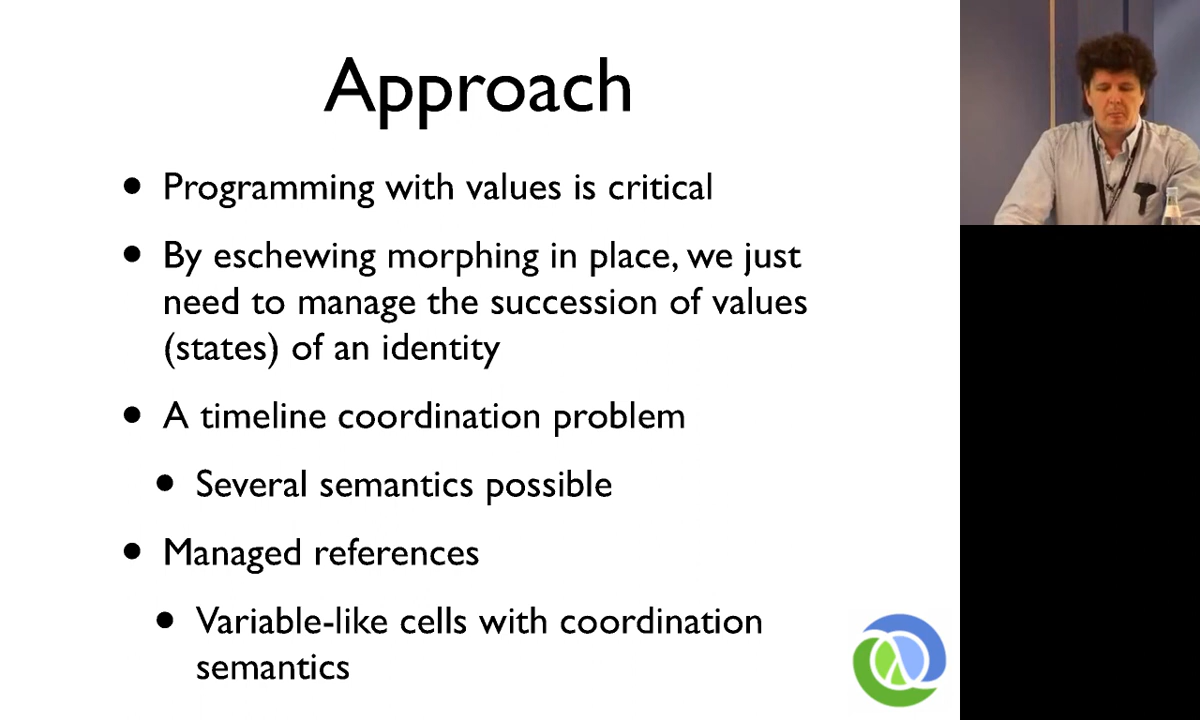 Approach
• Programming with values is critical
• By eschewing morphing in place, we just
need to manage the succession of values
(states) of an identity
• A timeline coordination problem
• Several semantics possible
• Managed references
• Variable-like cells with coordination
semantics